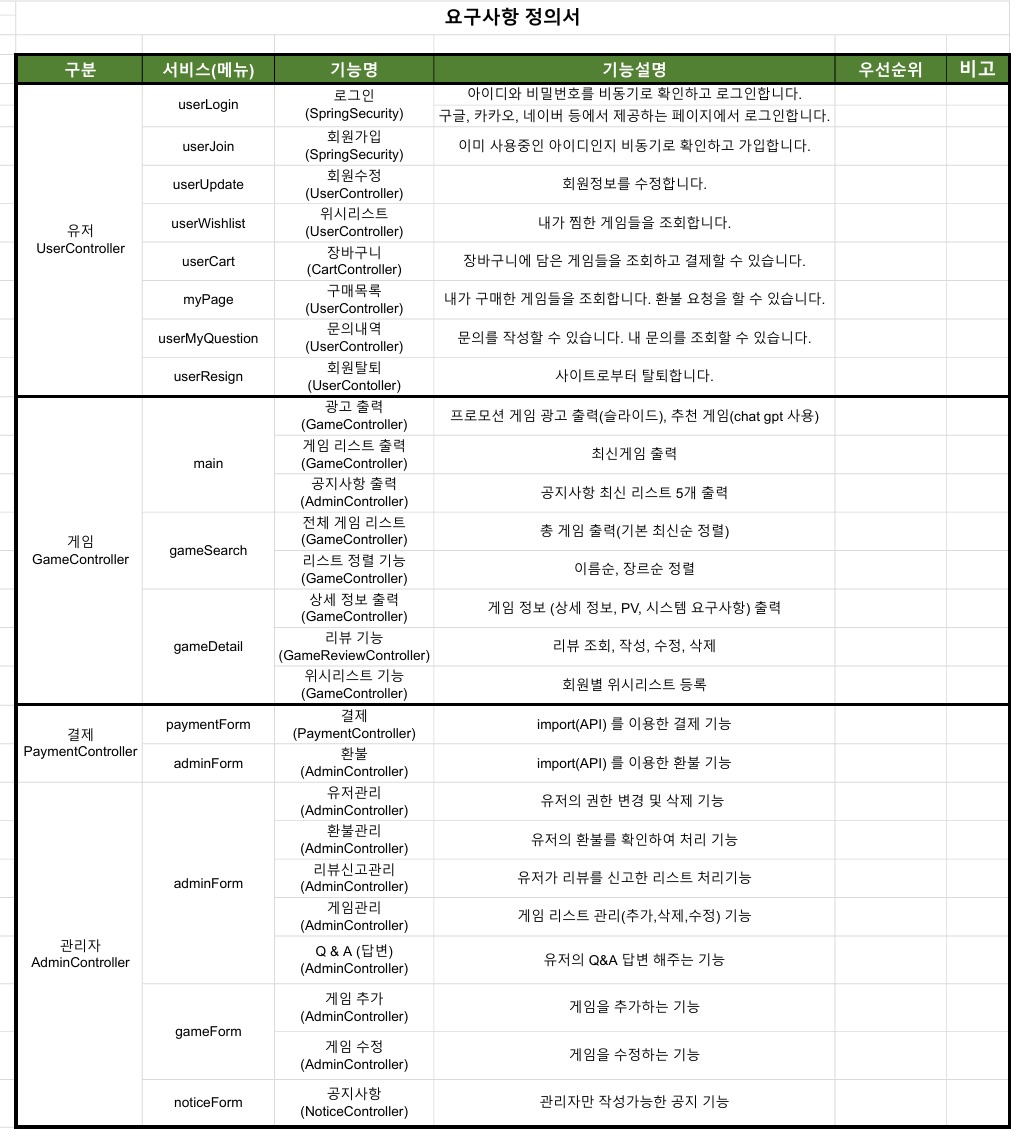 요구사항 정의서
구분 서비스(메뉴) 기능명 기능설명 우선순위 비고
유저
UserController
userLogin
로그인
(SpringSecurity)
아이디와 비밀번호를 비동기로 확인하고 로그인합니다.
구글, 카카오, 네이버 등에서 제공하는 페이지에서 로그인합니다.
userJoin
회원가입
(SpringSecurity)
이미 사용중인 아이디인지 비동기로 확인하고 가입합니다.
userUpdate
회원수정
(UserController)
회원정보를 수정합니다.
userWishlist
위시리스트
(UserController)
내가 찜한 게임들을 조회합니다.
userCart
장바구니
(CartController)
장바구니에 담은 게임들을 조회하고 결제할 수 있습니다.
myPage
구매목록
(UserController)
내가 구매한 게임들을 조회합니다. 환불 요청을 할 수 있습니다.
userMyQuestion
문의내역
(UserController)
문의를 작성할 수 있습니다. 내 문의를 조회할 수 있습니다.
userResign
회원탈퇴
(UserContoller)
사이트로부터 탈퇴합니다.
게임
GameController
main
광고 출력
(GameController)
프로모션 게임 광고 출력(슬라이드), 추천 게임(chat gpt 사용)
게임 리스트 출력
(GameController)
최신게임 출력
공지사항 출력
(AdminController)
공지사항 최신 리스트 5개 출력
gameSearch
전체 게임 리스트
(GameController)
총 게임 출력(기본 최신순 정렬)
리스트 정렬 기능
(GameController)
이름순, 장르순 정렬
gameDetail
상세 정보 출력
(GameController)
게임 정보 (상세 정보, PV, 시스템 요구사항) 출력
리뷰 기능
(GameReviewController)
리뷰 조회, 작성, 수정, 삭제
위시리스트 기능
(GameController)
회원별 위시리스트 등록
결제
PaymentController
paymentForm
결제
(PaymentController)
import(API) 를 이용한 결제 기능
adminForm
환불
(AdminController)
import(API) 를 이용한 환불 기능
관리자
AdminController
adminForm
유저관리
(AdminController)
유저의 권한 변경 및 삭제 기능
환불관리
(AdminController)
유저의 환불를 확인하여 처리 기능
리뷰신고관리
(AdminController)
유저가 리뷰를 신고한 리스트 처리기능
게임관리
(AdminController)
게임 리스트 관리(추가,삭제,수정) 기능
Q & A (답변)
(AdminController)
유저의 Q&A 답변 해주는 기능
gameForm
게임 추가
(AdminController)
게임을 추가하는 기능
게임 수정
(AdminController)
게임을 수정하는 기능
noticeForm
공지사항
(NoticeController)
관리자만 작성가능한 공지 기능